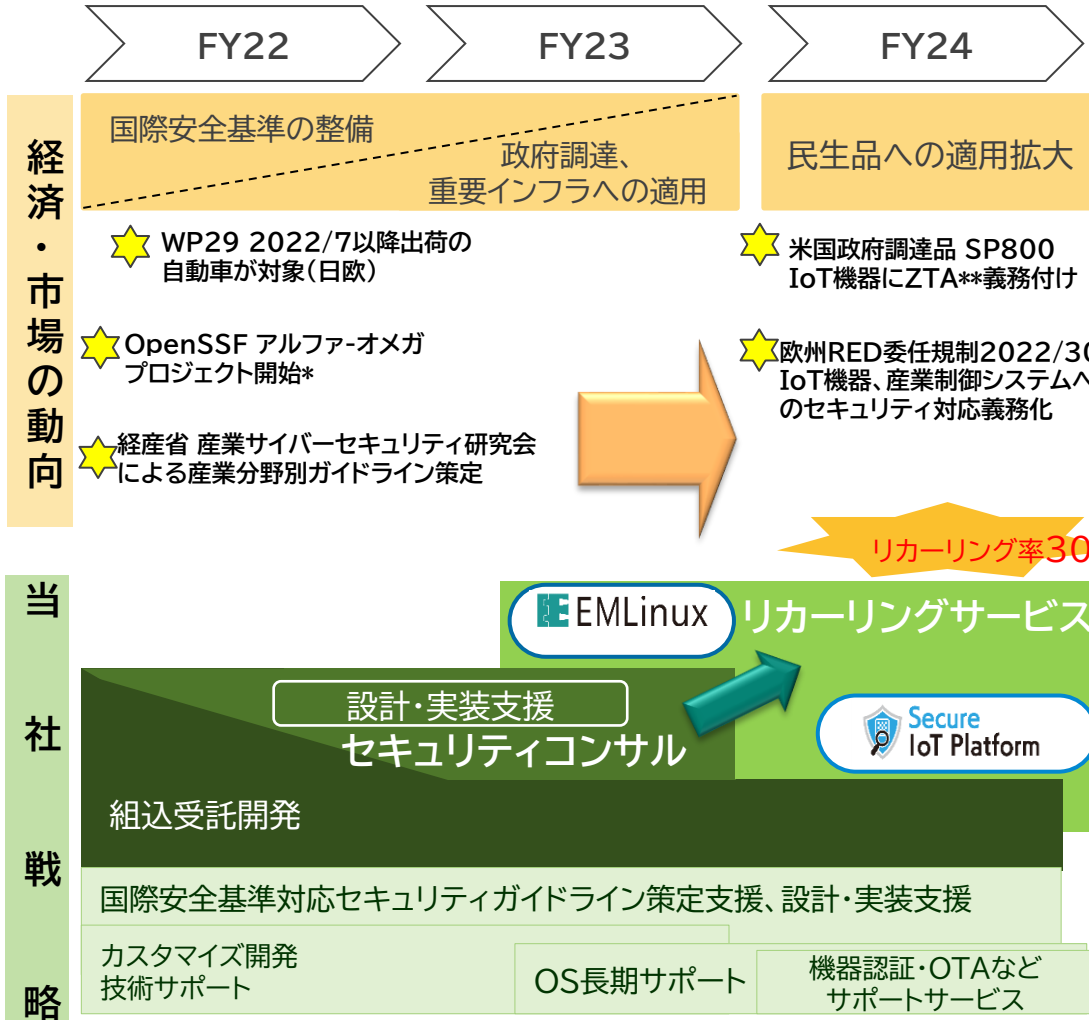 FY22
FY23
FY24
経済・市場の動向
国際安全基準の整備
政府調達、
重要インフラへの適用
民生品への適用拡大
WP29 2022/7以降出荷の
自動車が対象(日欧)
OpenSSF アルファ-オメガ
プロジェクト開始*
経産省 産業サイバーセキュリティ研究会
による産業分野別ガイドライン策定
米国政府調達品 SP800
IoT機器にZTA**義務付け
欧州RED委任規制2022/30
IoT機器、産業制御システムへ
のセキュリティ対応義務化
リカーリング率30
当社戦略
EMLinux
リカーリングサービス
設計・実装支援
セキュリティコンサル
Secure
IoT Platform
組込受託開発
国際安全基準対応セキュリティガイドライン策定支援、設計・実装支援
カスタマイズ開発
技術サポート
OS長期サポート
機器認証・OTAなど
サポートサービス